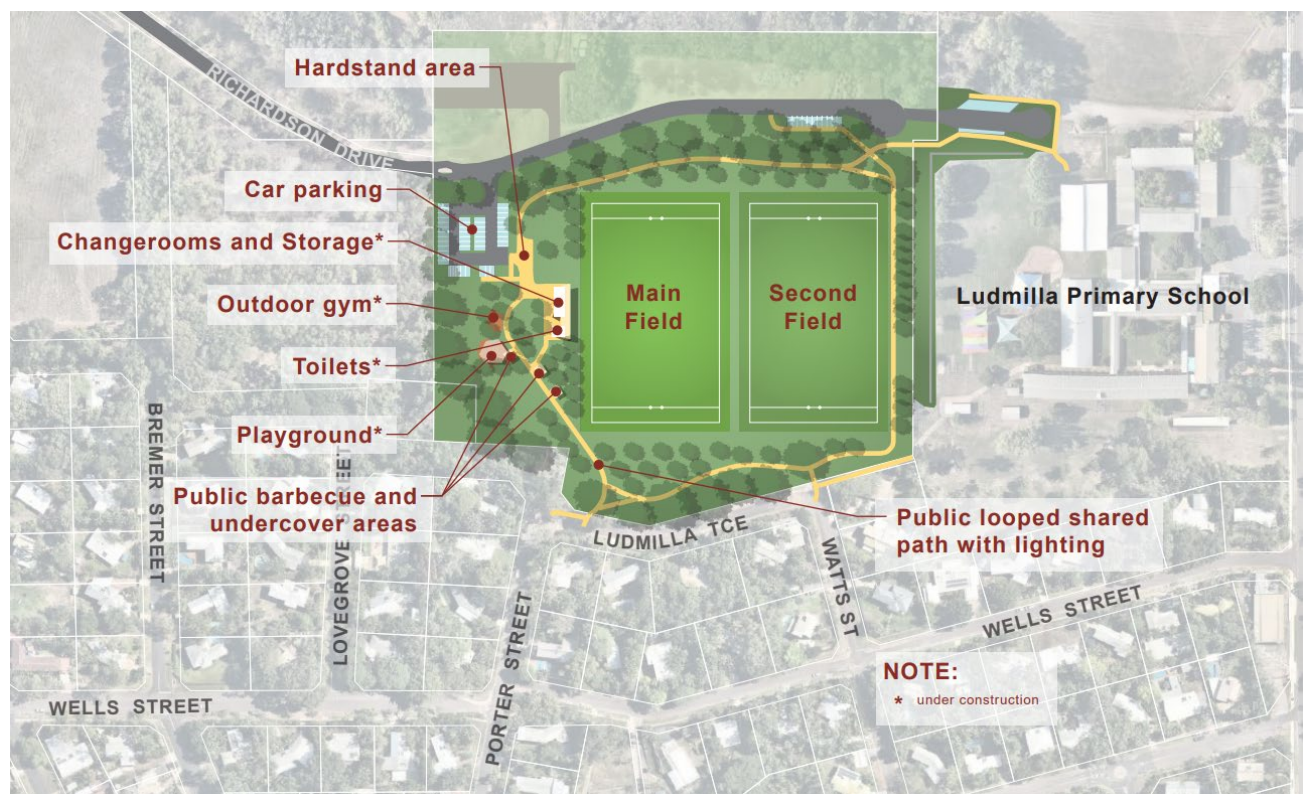 RICHARDSON DRIVE
Hardstand area
Car parking
Changerooms and Storage*
Outdoor gym*
Toilets*
Playground*
Public barbecue and
undercover areas
Main
Field
Second
Field
Ludmilla Primary School
Public looped shared
path with lighting
LUDMILLA TCE
BREMER STREET
LOVEGROVE STREET
PORTER STREET
WATTS ST
WELLS STREET
WELLS STREET
NOTE:
* under construction